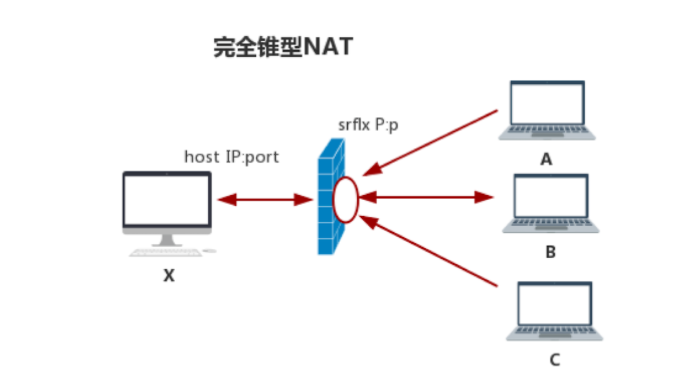 完全锥型NAT
srflx P:p
host IP:port
A
B
X
C